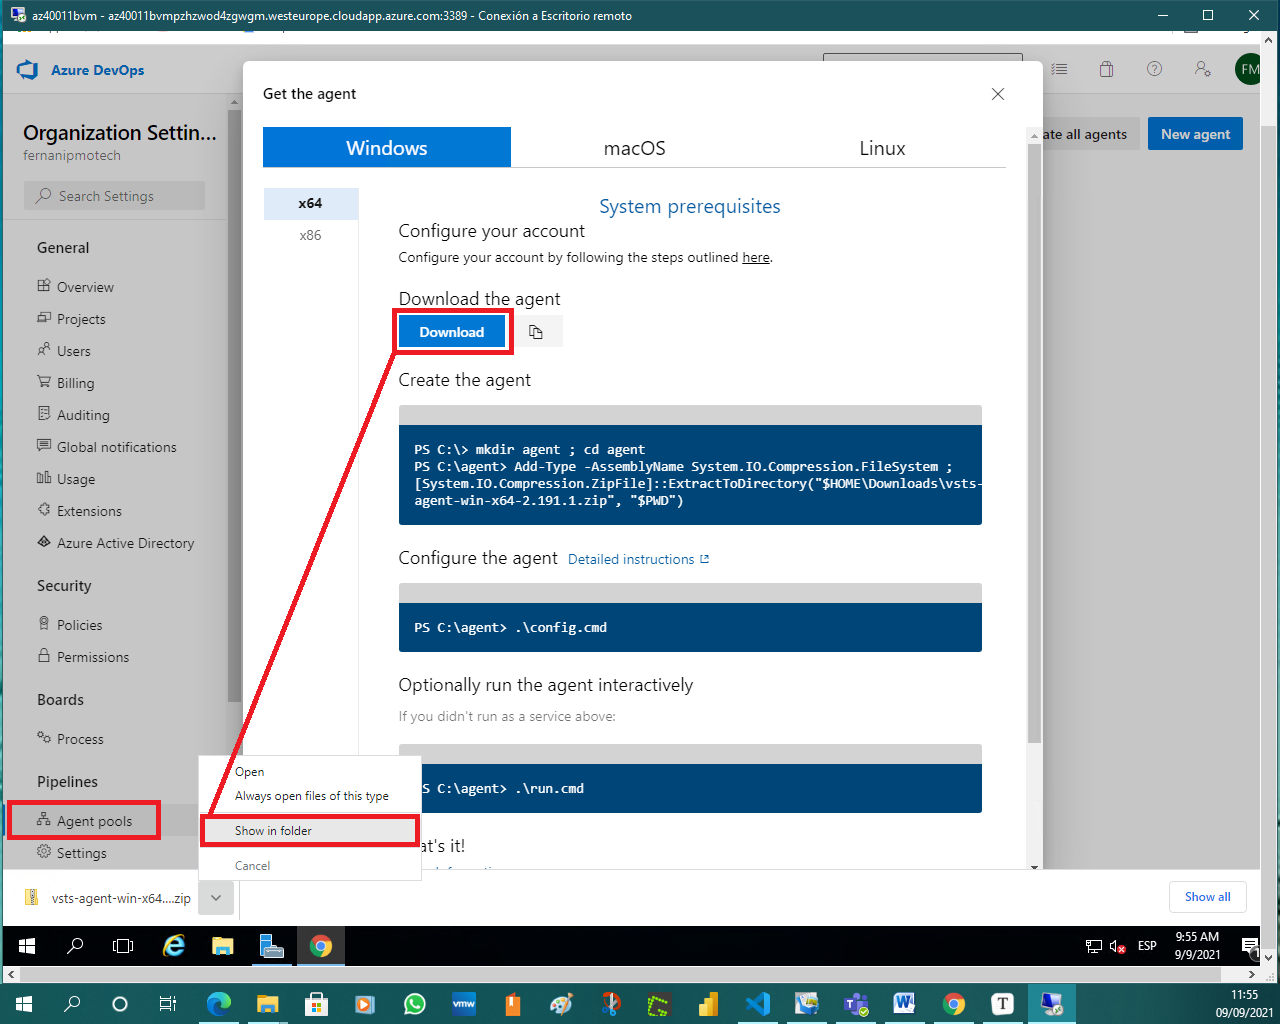 az40011bvm - az40011bvmpzhzwod4zgwgm.westeurope.cloudapp.azure.com:3389 - Conexión a Escritorio remoto
Azure DevOps
FM
Organization Settin...
fernanipmotech
Search Settings
General
Overview
Projects
Users
Billing
Auditing
Global notifications
Usage
Extensions
Azure Active Directory
Security
Policies
Permissions
Boards
Process
Pipelines
Agent pools
Settings
Get the agent
Windows
macOS
Linux
ate all agents
New agent
x64
x86
System prerequisites
Configure your account
Configure your account by following the steps outlined here.
Download the agent
Download
Create the agent
PS C:\> mkdir agent ; cd agent
PS C:\agent> Add-Type -AssemblyName System.IO.Compression.FileSystem ;
[System.IO.Compression.ZipFile]::ExtractToDirectory("$HOME\Downloads\vsts-
agent-win-x64-2.191.1.zip", "$PWD")
Configure the agent
Detailed instructions
PS C:\agent> .\config.cmd
Optionally run the agent interactively
If you didn't run as a service above:
S C:\agent> .\run.cmd
at's it!
Open
Always open files of this type
Show in folder
Cancel
vsts-agent-win-x64....zip
Show all
ESP
9:55 AM
9/9/2021
1
vmw
T
11:55
09/09/2021